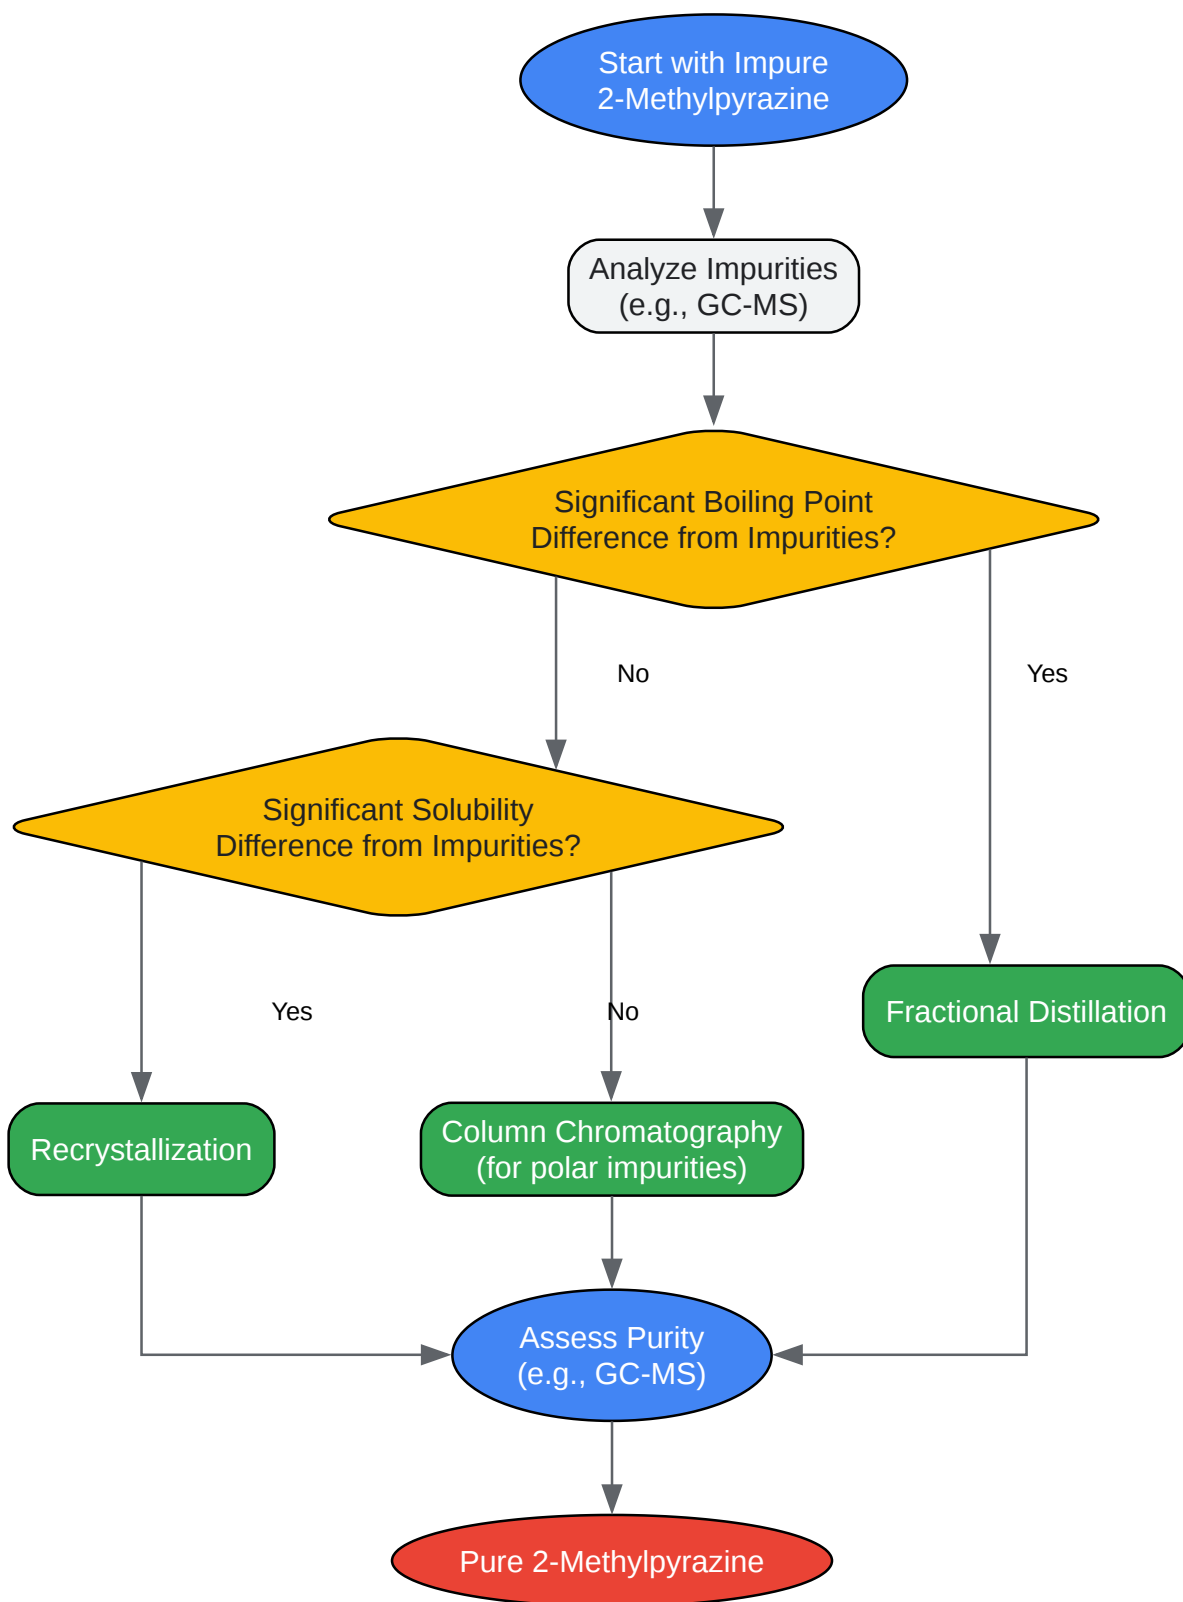 Start with Impure
2-Methylpyrazine
Analyze Impurities
(e.g., GC-MS)
Significant Boiling Point
Difference from Impurities?
No
Yes
Significant Solubility
Difference from Impurities?
Yes
No
Fractional Distillation
Recrystallization
Column Chromatography
(for polar impurities)
Assess Purity
(e.g., GC-MS)
Pure 2-Methylpyrazine